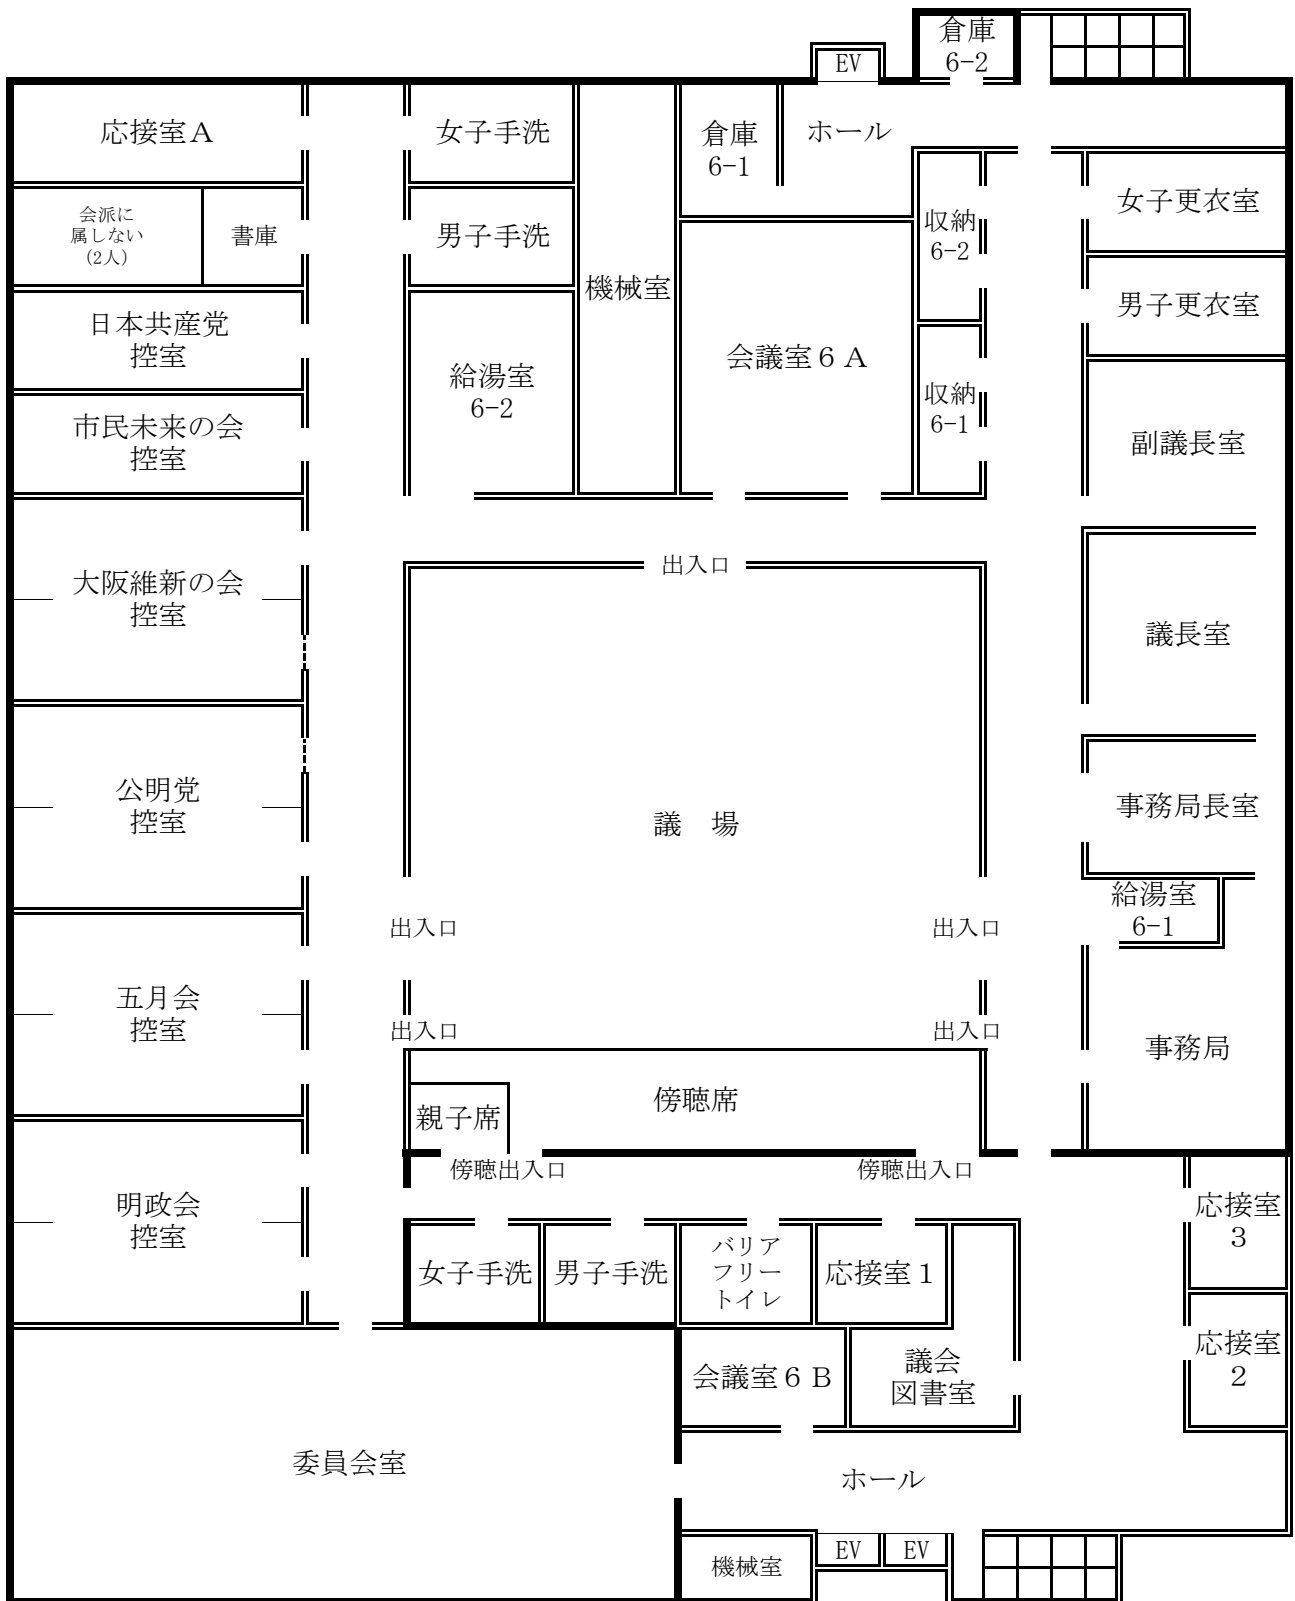 倉庫
6-2
EV
応接室A
女子手洗
倉庫
6-1
ホール
会派に
属しない
(2人)
書庫
男子手洗
機械室
収納
6-2
女子更衣室
日本共産党
控室
男子更衣室
給湯室
6-2
会議室６A
収納
6-1
市民未来の会
控室
副議長室
出入口
大阪維新の会
控室
議長室
公明党
控室
議　場
事務局長室
給湯室
6-1
出入口
出入口
五月会
控室
出入口
出入口
事務局
親子席
傍聴席
傍聴出入口
傍聴出入口
明政会
控室
女子手洗
男子手洗
バリア
フリー
トイレ
応接室１
応接室
３
会議室６B
議会
図書室
応接室
２
委員会室
ホール
機械室
EV
EV